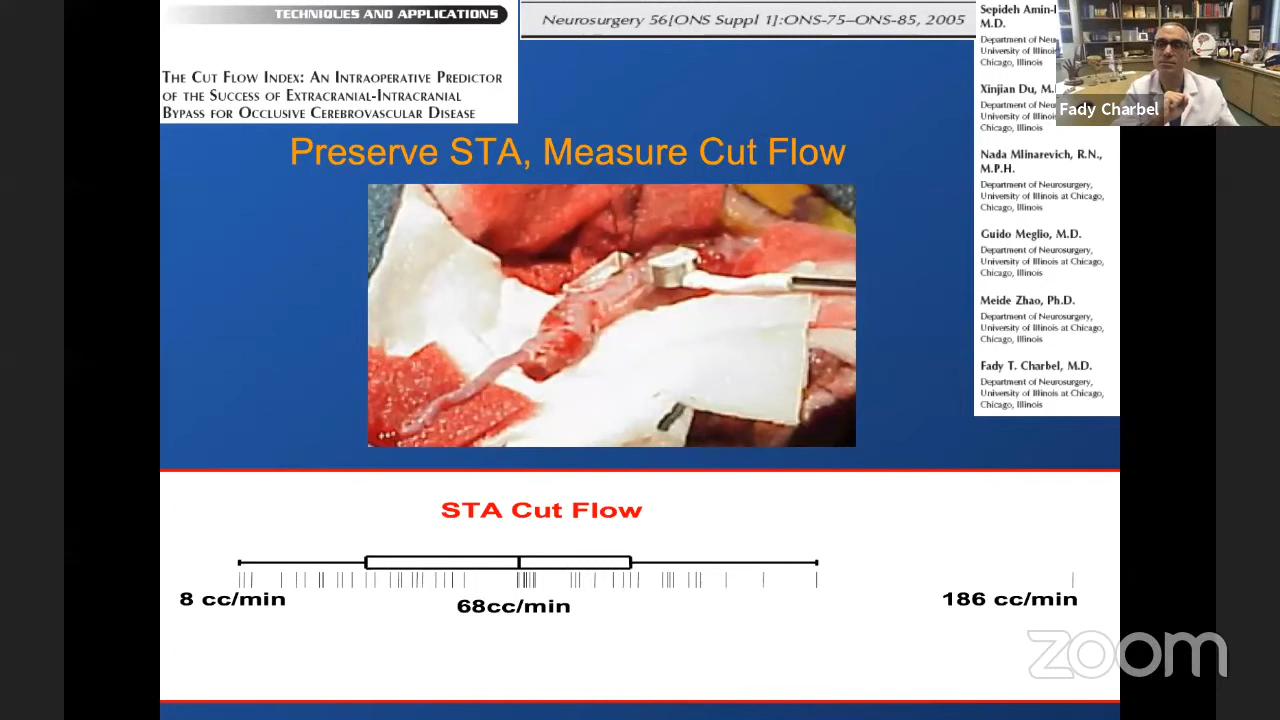 TECHNIQUES AND APPLICATIONS
Neurosurgery 56[ONS Suppl 1]:ONS-75–ONS-85, 2005
THE CUT FLOW INDEX: AN INTRAOPERATIVE PREDICTOR
OF THE SUCCESS OF EXTRACRANIAL-INTRACRANIAL
BYPASS FOR OCCLUSIVE CEREBROVASCULAR DISEASE
Preserve STA, Measure Cut Flow
Sepideh
M.D.
Department of
University of Illinois
Chicago, Illinois
Xinjian Du,
Department of
University of Illinois
Chicago, Illinois
Nada Mlinarevich, R.N.,
M.P.H.
Department of Neurosurgery,
University of Illinois at Chicago,
Chicago, Illinois
Guido Meglio, M.D.
Department of Neurosurgery,
University of Illinois at Chicago,
Chicago, Illinois
Meide Zhao, Ph.D.
Department of Neurosurgery,
University of Illinois at Chicago,
Chicago, Illinois
Fady T. Charbel, M.D.
Department of Neurosurgery,
University of Illinois at Chicago,
Chicago, Illinois
Fady Charbel
STA Cut Flow
8 cc/min
68cc/min
186 cc/min
zoom